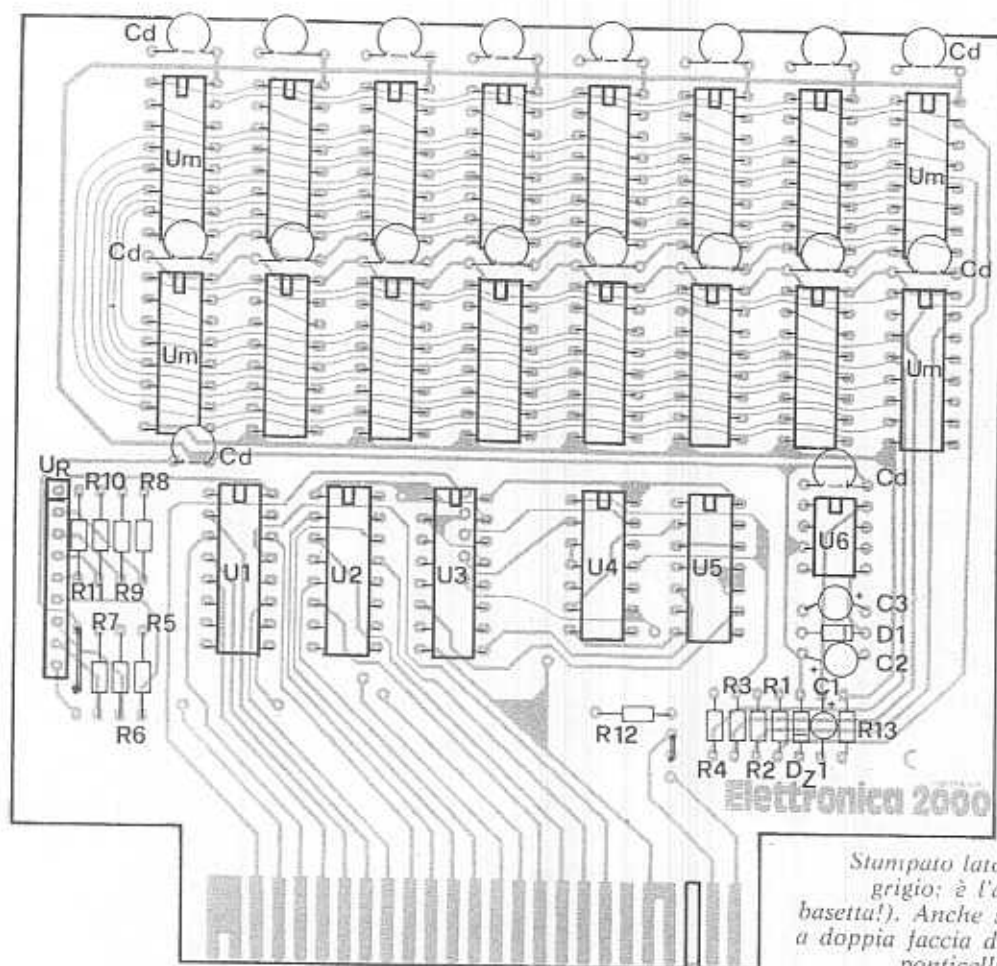 Cd
Cd
Um
Um
Cd
Cd
Um
Um
Cd
Cd
UR
R10
R8
R11
R9
R7
R5
R6
U1
U2
U3
U4
U5
U6
C3
D1
C2
R3
R1
C1
R12
R13
R4
R2
DZ1
Elettronica 2000
Stampato lato
grigio: è l'a
basetta!). Anche
a doppia faccia d
ponticell